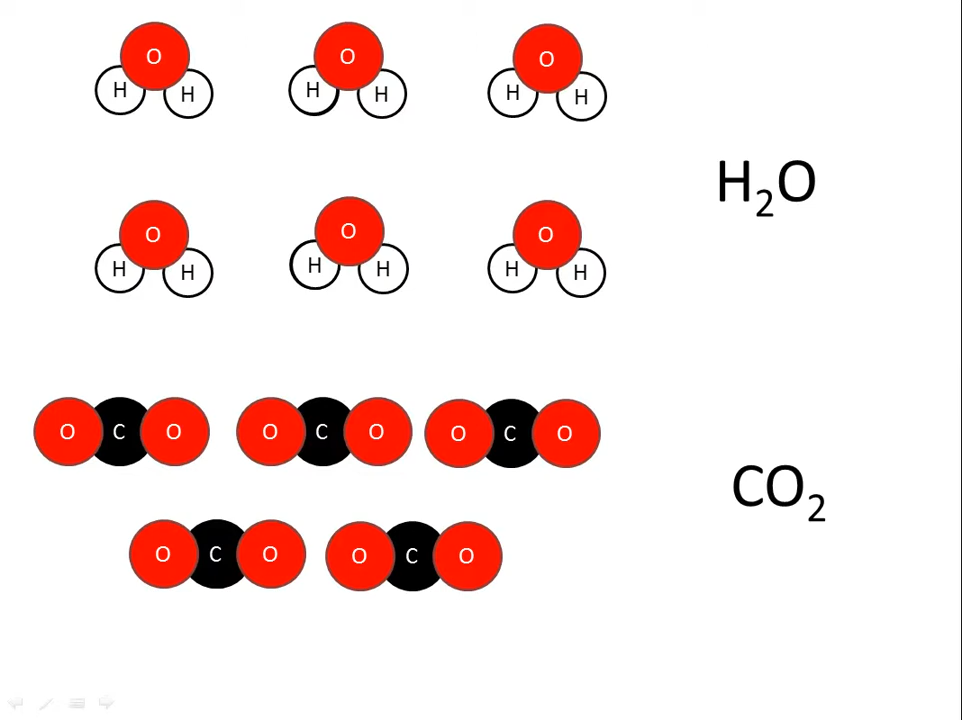 O O O
H H H H H H
H₂O
O O O
H H H H H H
O C O O C O O C O
CO₂
O C O O C O